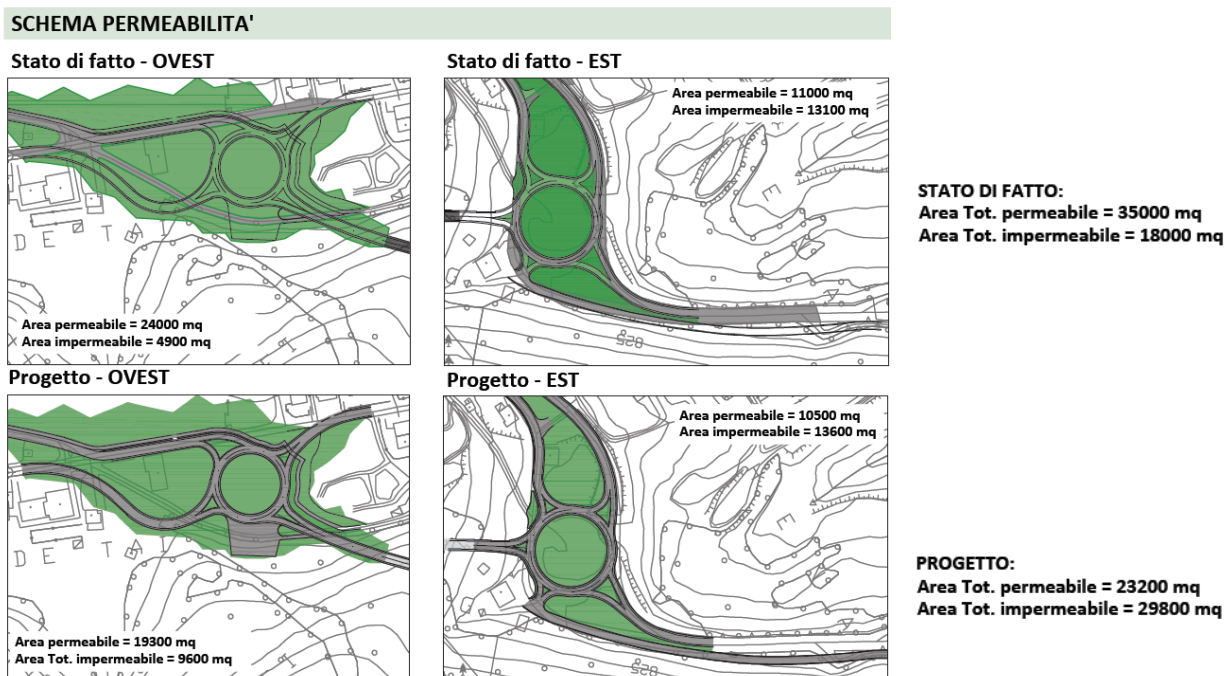 SCHEMA PERMEABILITA'
Stato di fatto - OVEST
Stato di fatto - EST
Area permeabile = 11000 mq
Area impermeabile = 13100 mq
E
STATO DI FATTO:
Area Tot. permeabile = 35000 mq
Area Tot. impermeabile = 18000 mq
D E T A I
I
Area permeabile = 24000 mq
Area impermeabile = 4900 mq
825
Progetto - OVEST
Progetto - EST
Area permeabile = 10500 mq
Area impermeabile = 13600 mq
E
D E T A I
PROGETTO:
Area Tot. permeabile = 23200 mq
Area Tot. impermeabile = 29800 mq
Area permeabile = 19300 mq
Area Tot. impermeabile = 9600 mq
I
825